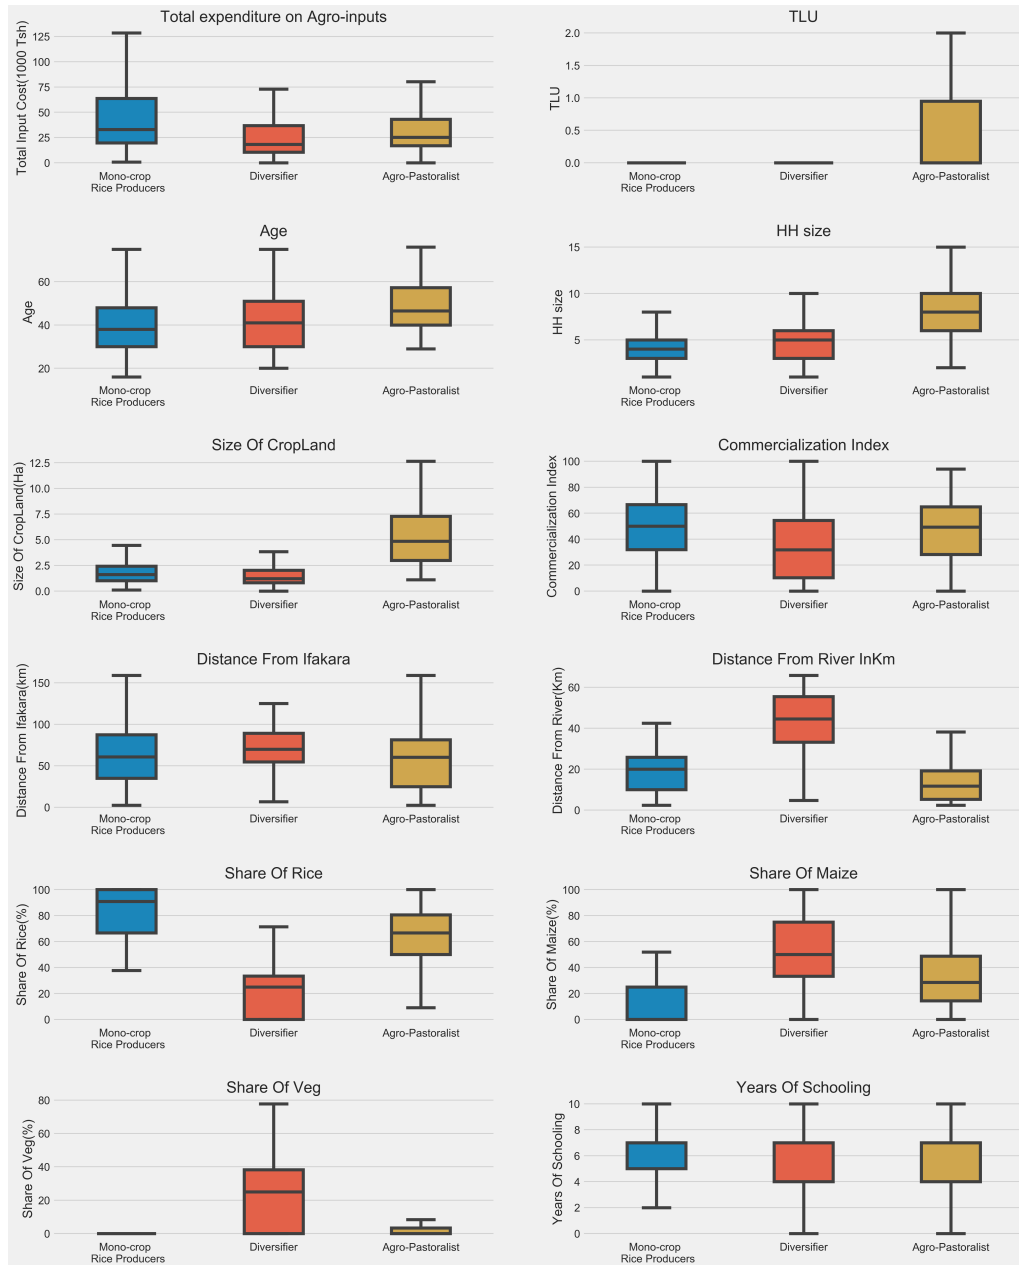 Total expenditure on Agro-inputs
Total Input Cost(1000 Tsh)
125
100
75
50
25
0
Mono-crop
Rice Producers
Diversifier
Agro-Pastoralist
TLU
TLU
2.0
1.5
1.0
0.5
0.0
Mono-crop
Rice Producers
Diversifier
Agro-Pastoralist
Age
Age
60
40
20
Mono-crop
Rice Producers
Diversifier
Agro-Pastoralist
HH size
HH size
15
10
5
Mono-crop
Rice Producers
Diversifier
Agro-Pastoralist
Size Of CropLand
Size Of CropLand(Ha)
12.5
10.0
7.5
5.0
2.5
0.0
Mono-crop
Rice Producers
Diversifier
Agro-Pastoralist
Commercialization Index
Commercialization Index
100
80
60
40
20
0
Mono-crop
Rice Producers
Diversifier
Agro-Pastoralist
Distance From Ifakara
Distance From Ifakara(km)
150
100
50
0
Mono-crop
Rice Producers
Diversifier
Agro-Pastoralist
Distance From River InKm
Distance From River(Km)
60
40
20
0
Mono-crop
Rice Producers
Diversifier
Agro-Pastoralist
Share Of Rice
Share Of Rice(%)
100
80
60
40
20
0
Mono-crop
Rice Producers
Diversifier
Agro-Pastoralist
Share Of Maize
Share Of Maize(%)
100
80
60
40
20
0
Mono-crop
Rice Producers
Diversifier
Agro-Pastoralist
Share Of Veg
Share Of Veg(%)
80
60
40
20
0
Mono-crop
Rice Producers
Diversifier
Agro-Pastoralist
Years Of Schooling
Years Of Schooling
10
8
6
4
2
0
Mono-crop
Rice Producers
Diversifier
Agro-Pastoralist